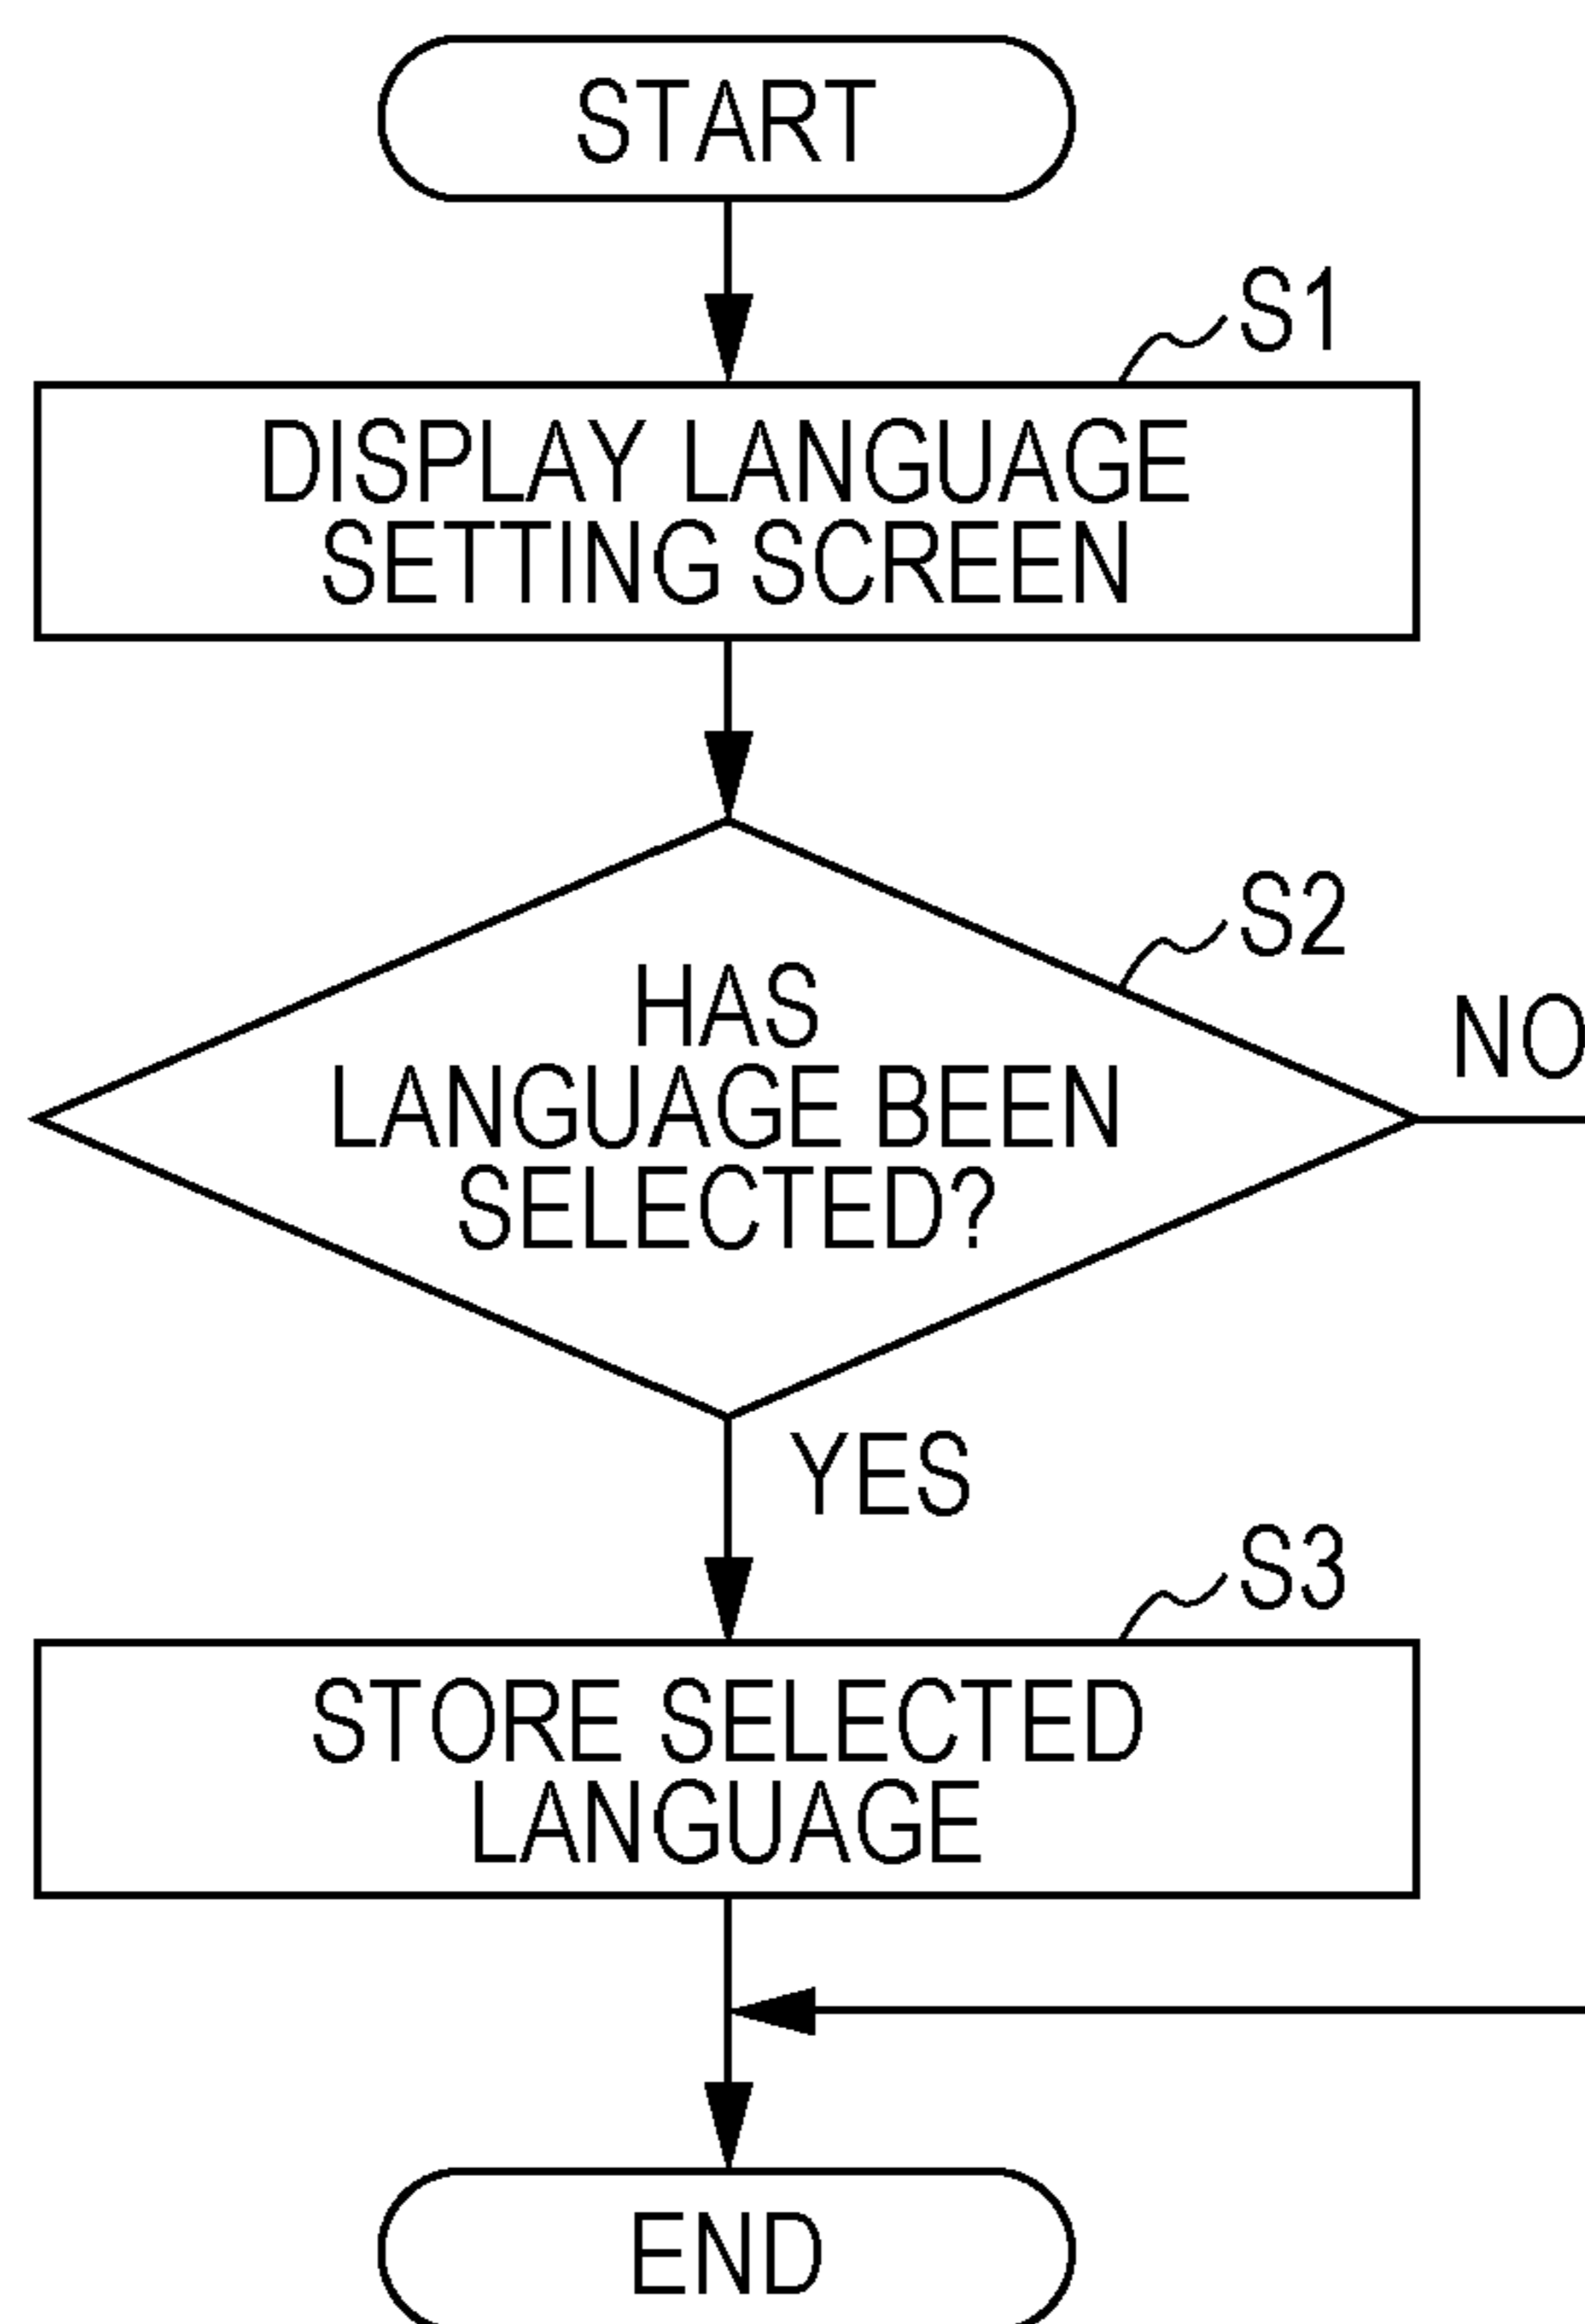 START
S1
DISPLAY LANGUAGE
SETTING SCREEN
S2
NO
HAS
LANGUAGE BEEN
SELECTED?
YES
S3
STORE SELECTED
LANGUAGE
END